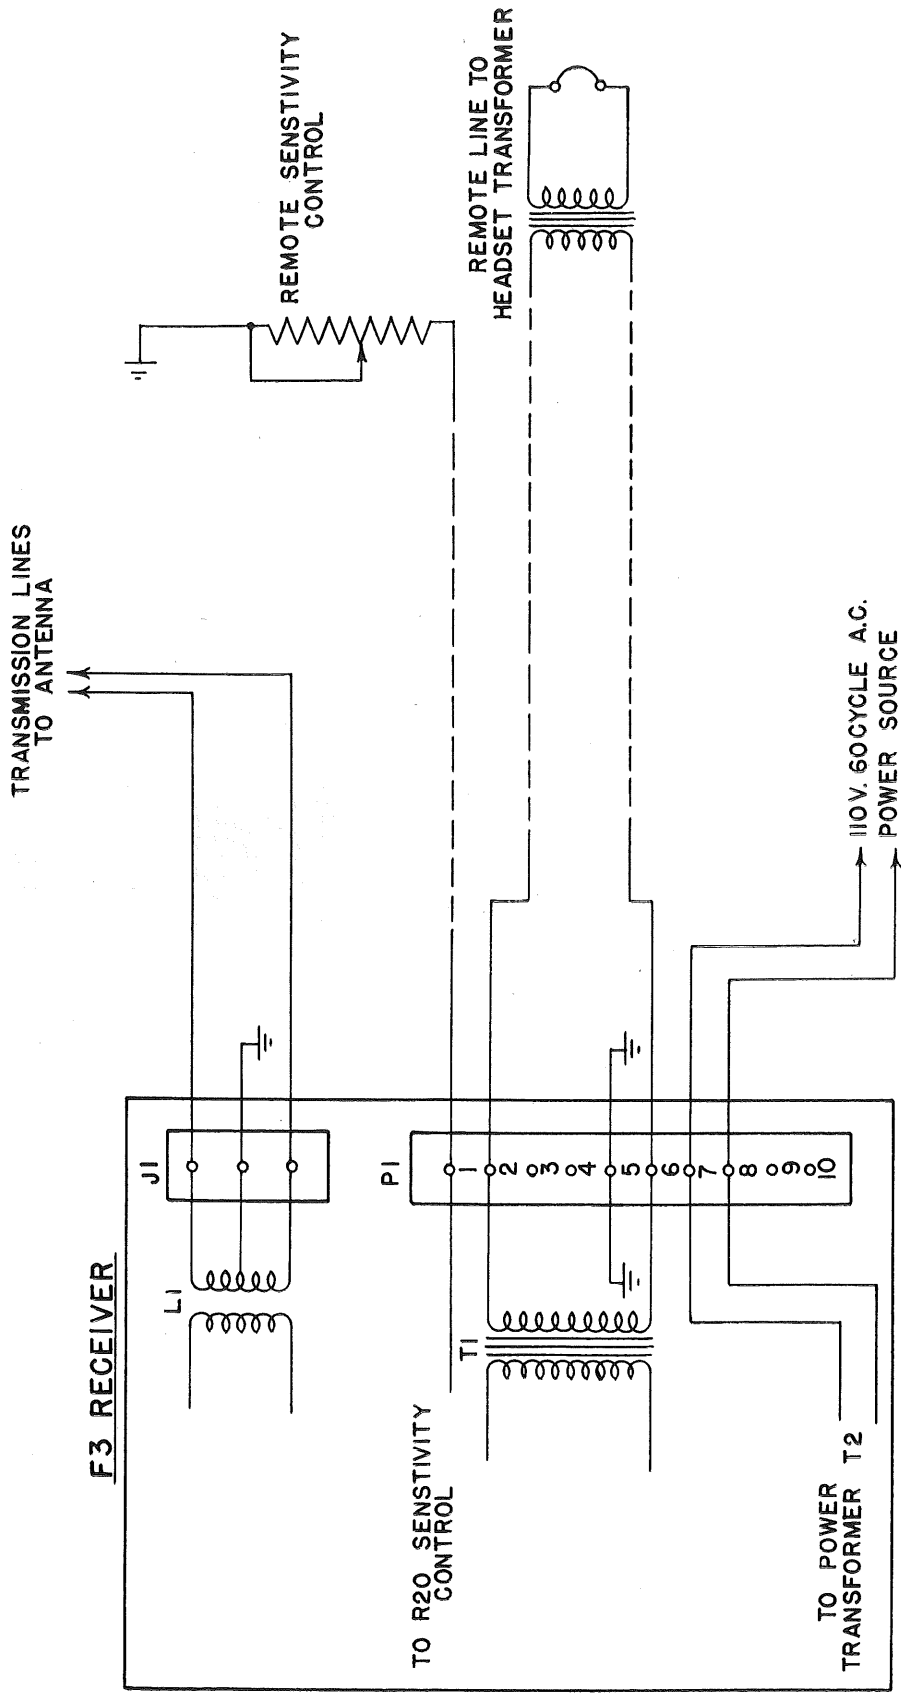 F3 RECEIVER
J1
L1
TRANSMISSION LINES
TO ANTENNA
REMOTE SENSTIVITY
CONTROL
P1
1
2
3
4
5
6
7
8
9
10
T1
TO R20 SENSTIVITY
CONTROL
REMOTE LINE TO
HEADSET TRANSFORMER
110V. 60CYCLE A.C.
POWER SOURCE
TO POWER
TRANSFORMER T2